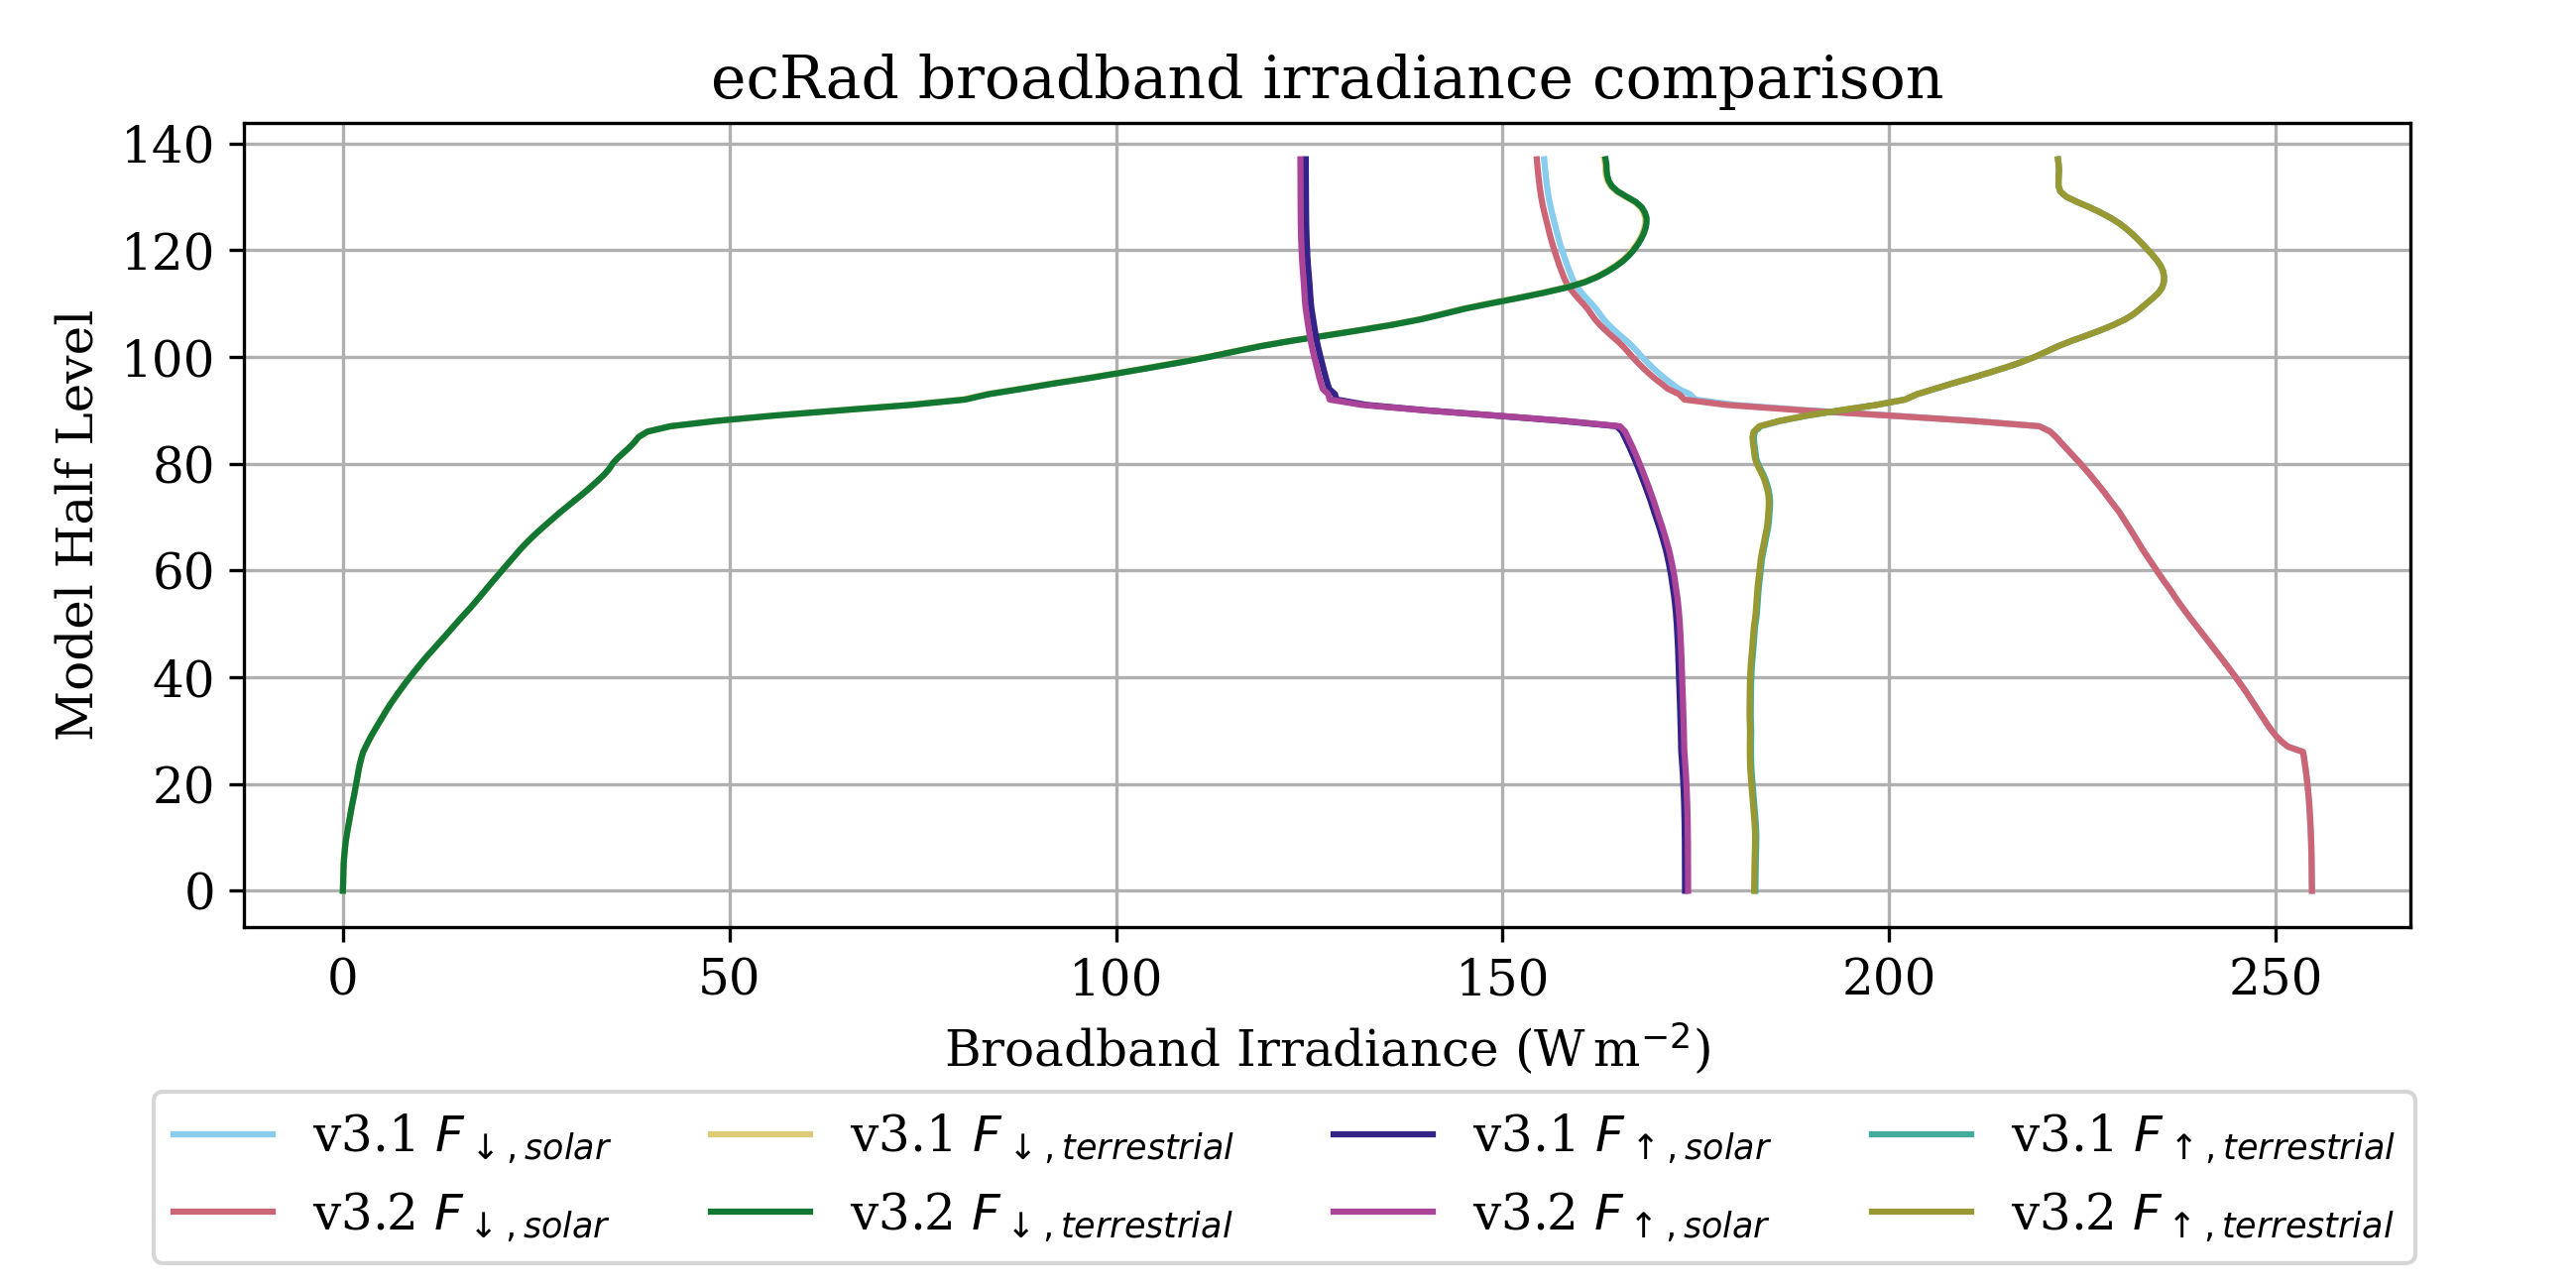 ecRad broadband irradiance comparison
140
120
100
80
60
40
20
0
Model Half Level
0 50 100 150 200 250
Broadband Irradiance (W m⁻²)
v3.1 F↓,solar v3.1 F↓,terrestrial v3.1 F↑,solar v3.1 F↑,terrestrial
v3.2 F↓,solar v3.2 F↓,terrestrial v3.2 F↑,solar v3.2 F↑,terrestrial